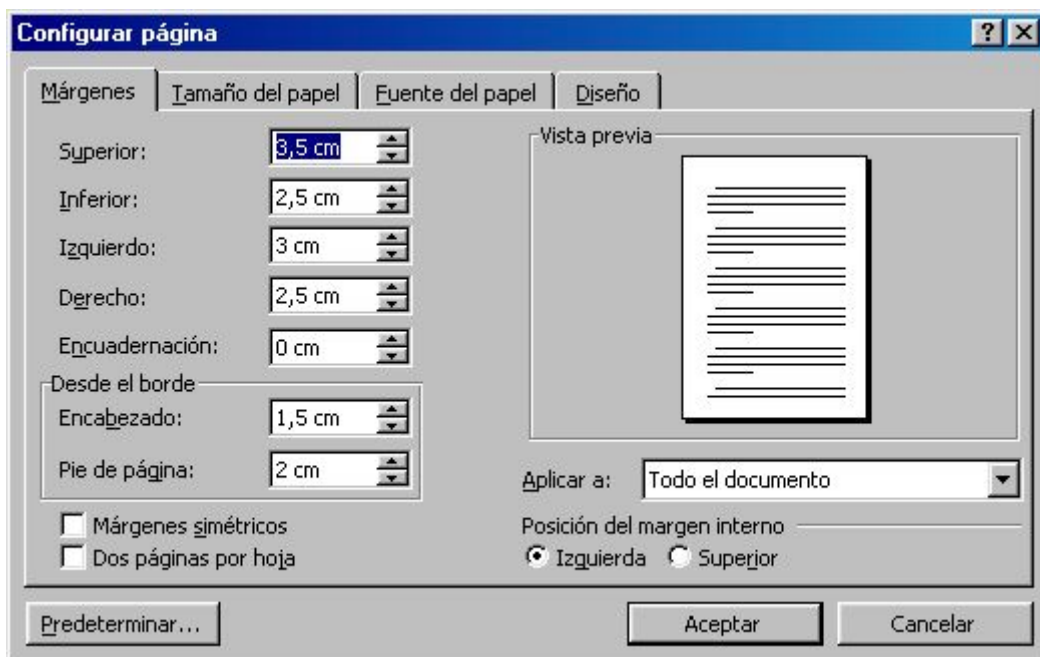 Configurar página
Márgenes Tamaño del papel Fuente del papel Diseño
Superior: 3,5 cm
Inferior: 2,5 cm
Izquierdo: 3 cm
Derecho: 2,5 cm
Encuadernación: 0 cm
Desde el borde
Encabezado: 1,5 cm
Pie de página: 2 cm
Márgenes simétricos
Dos páginas por hoja
Vista previa
Aplicar a: Todo el documento
Posición del margen interno
Izquierda Superior
Predeterminar... Aceptar Cancelar